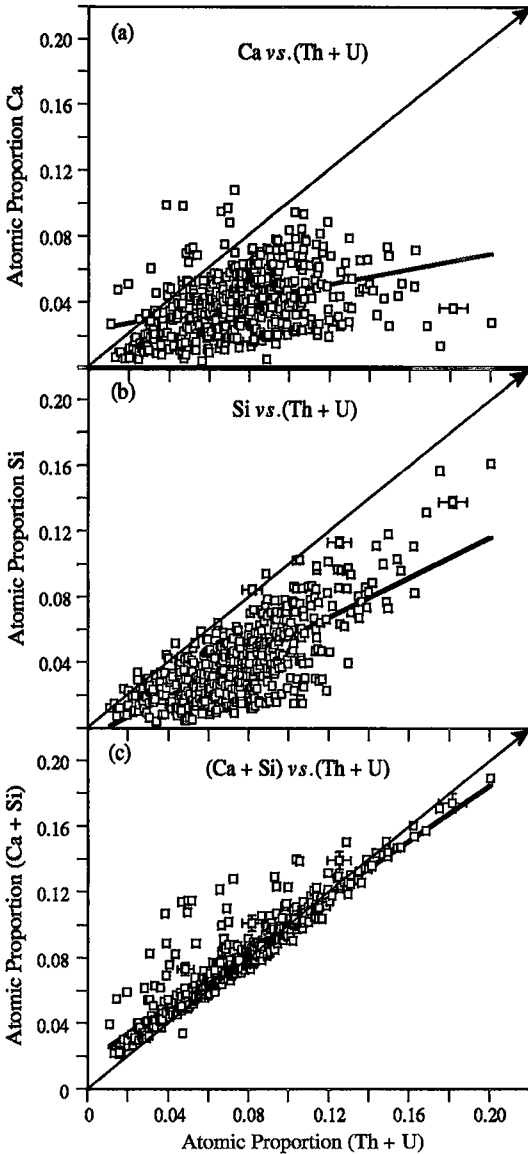 (a)
Ca vs.(Th + U)
Atomic Proportion Ca
0.20
0.16
0.12
0.08
0.04
(b)
Si vs.(Th + U)
Atomic Proportion Si
0.20
0.16
0.12
0.08
0.04
(c)
(Ca + Si) vs.(Th + U)
Atomic Proportion (Ca + Si)
0.20
0.16
0.12
0.08
0.04
0
0 0.04 0.08 0.12 0.16 0.20
Atomic Proportion (Th + U)